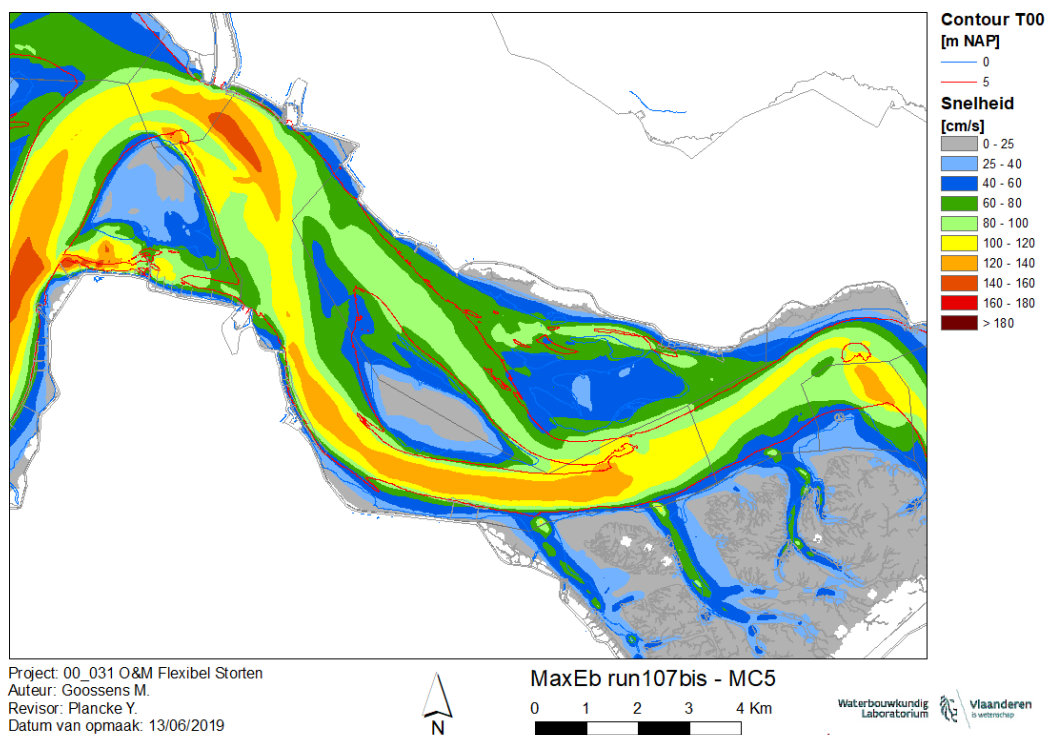 Contour T00
[m NAP]
0
5
Snelheid
[cm/s]
0 - 25
25 - 40
40 - 60
60 - 80
80 - 100
100 - 120
120 - 140
140 - 160
160 - 180
> 180
Project: 00_031 O&M Flexibel Storten
Auteur: Goossens M.
Revisor: Plancke Y.
Datum van opmaak: 13/06/2019
N
MaxEb run107bis - MC5
0 1 2 3 4 Km
Waterbouwkundig
Laboratorium
Vlaanderen
is wetenschap